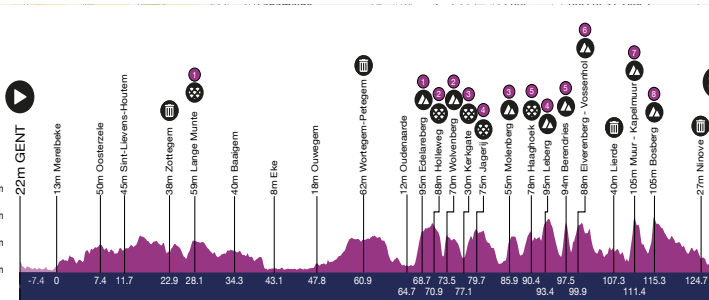 22m GENT
13m Merelbeke
50m Oosterzele
45m Sint-Lievens-Houtem
38m Zottegem
1
59m Lange Munte
40m Baaigem
8m Eke
18m Ouwegem
62m Wortegem-Petegem
12m Oudenaarde
1
95m Edelareberg
2
88m Holleweg
2
70m Wolvenberg
3
30m Kerkgate
4
75m Jagerij
3
55m Molenberg
5
78m Haaghoek
4
95m Leberg
5
94m Berendries
6
88m Elverenberg - Vossenhol
40m Lierde
7
105m Muur - Kapelmuur
8
105m Bosberg
27m Ninove
m
m
m
m
-7.4 0 7.4 11.7 22.9 28.1 34.3 43.1 47.8 60.9 68.7 73.5 79.7 85.9 90.4 97.5 107.3 115.3 124.7
64.7 70.9 77.1 93.4 99.9 111.4